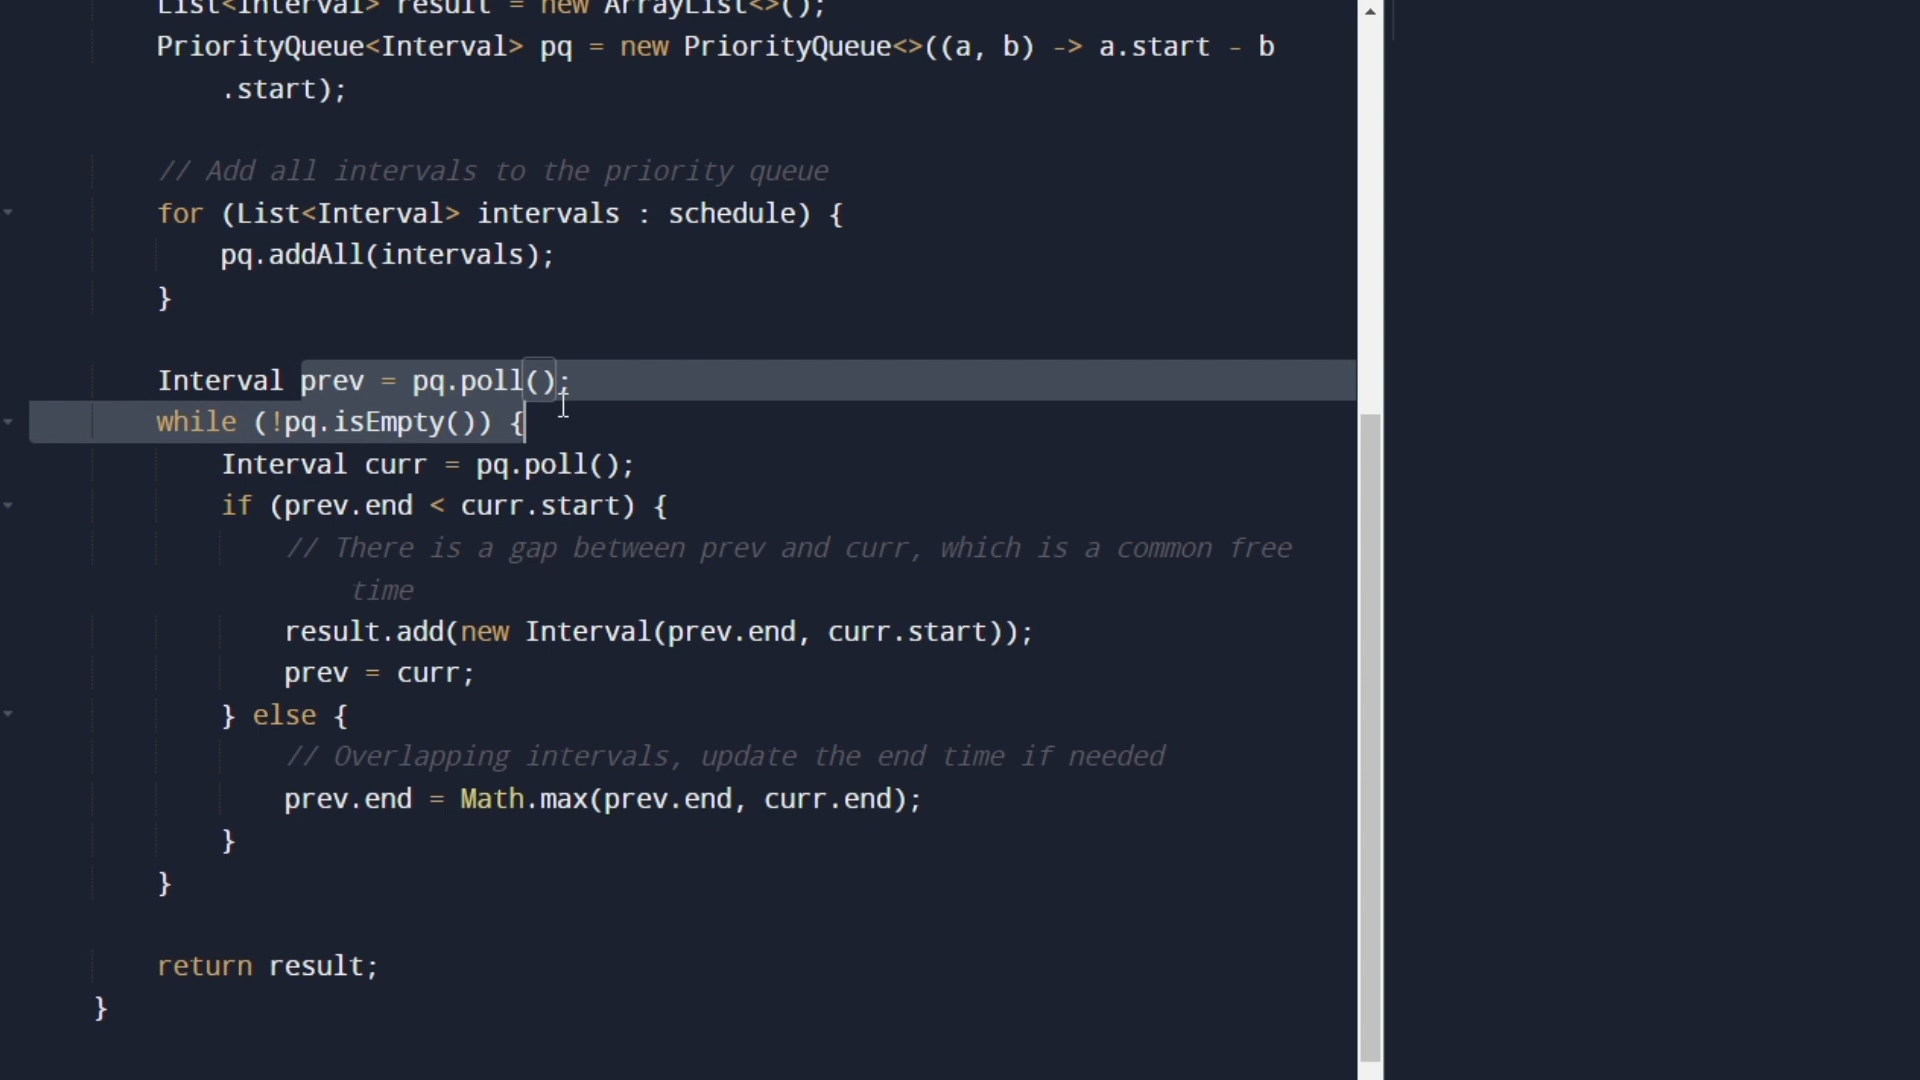 List<Interval> result = new ArrayList<>();
PriorityQueue<Interval> pq = new PriorityQueue<>((a, b) -> a.start - b
.start);
// Add all intervals to the priority queue
for (List<Interval> intervals : schedule) {
pq.addAll(intervals);
}
Interval prev = pq.poll();
while (!pq.isEmpty()) {
Interval curr = pq.poll();
if (prev.end < curr.start) {
// There is a gap between prev and curr, which is a common free
time
result.add(new Interval(prev.end, curr.start));
prev = curr;
} else {
// Overlapping intervals, update the end time if needed
prev.end = Math.max(prev.end, curr.end);
}
}
return result;
}